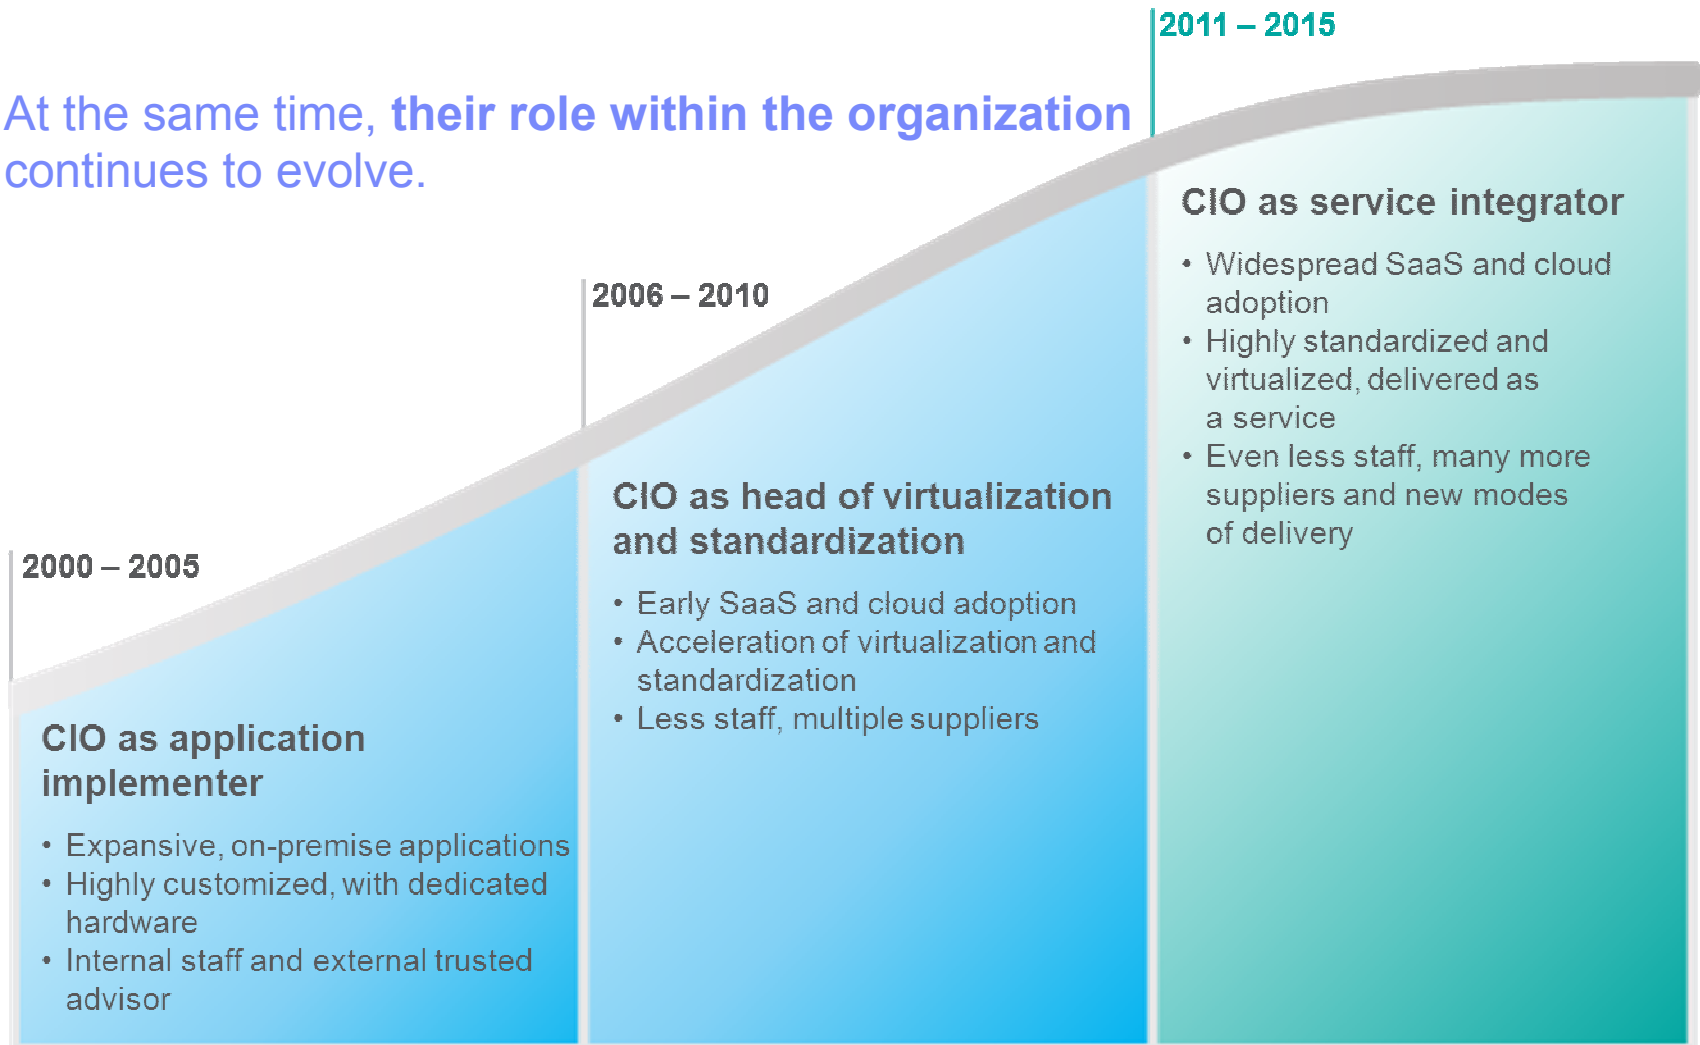 At the same time, their role within the organization
continues to evolve.
2000 – 2005
CIO as application
implementer
• Expansive, on-premise applications
• Highly customized, with dedicated
hardware
• Internal staff and external trusted
advisor
2006 – 2010
CIO as head of virtualization
and standardization
• Early SaaS and cloud adoption
• Acceleration of virtualization and
standardization
• Less staff, multiple suppliers
2011 – 2015
CIO as service integrator
• Widespread SaaS and cloud
adoption
• Highly standardized and
virtualized, delivered as
a service
• Even less staff, many more
suppliers and new modes
of delivery